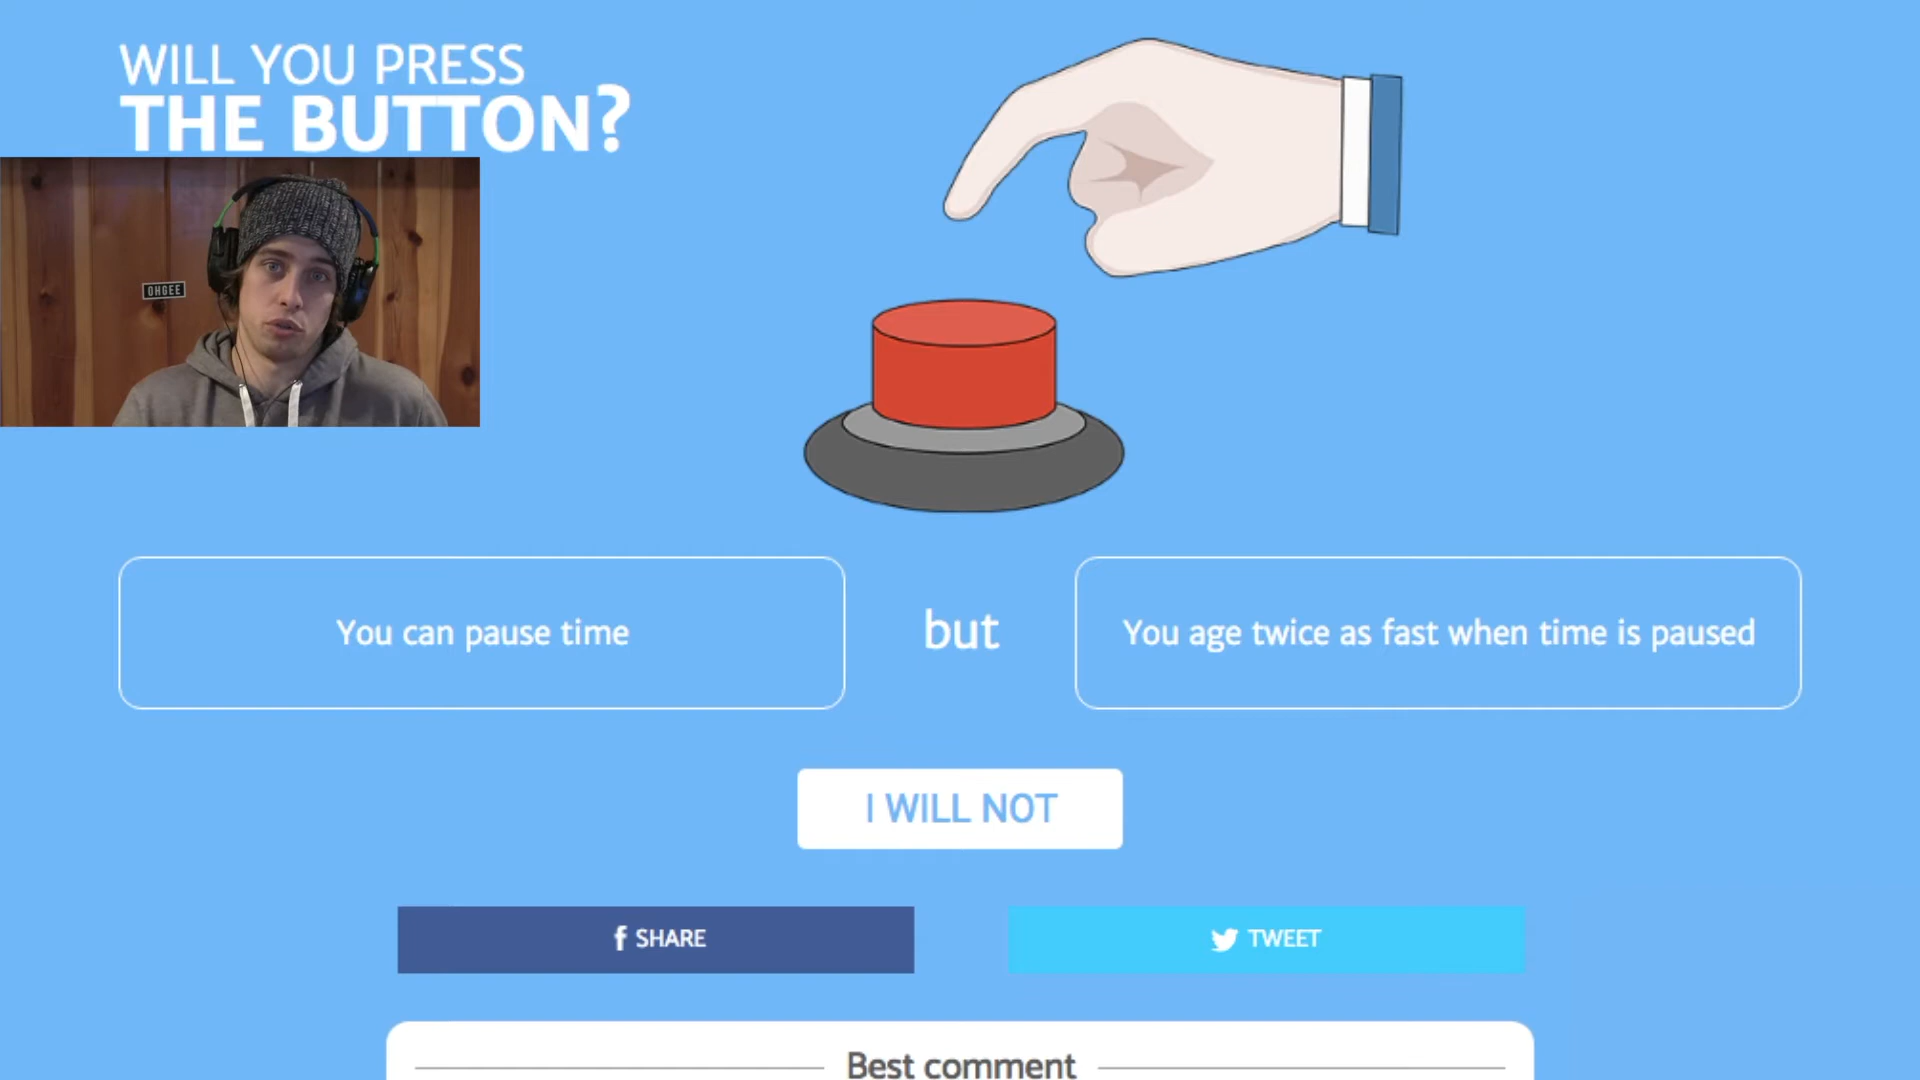 WILL YOU PRESS
THE BUTTON?
OHGEE
You can pause time
but
You age twice as fast when time is paused
I WILL NOT
f SHARE
TWEET
Best comment